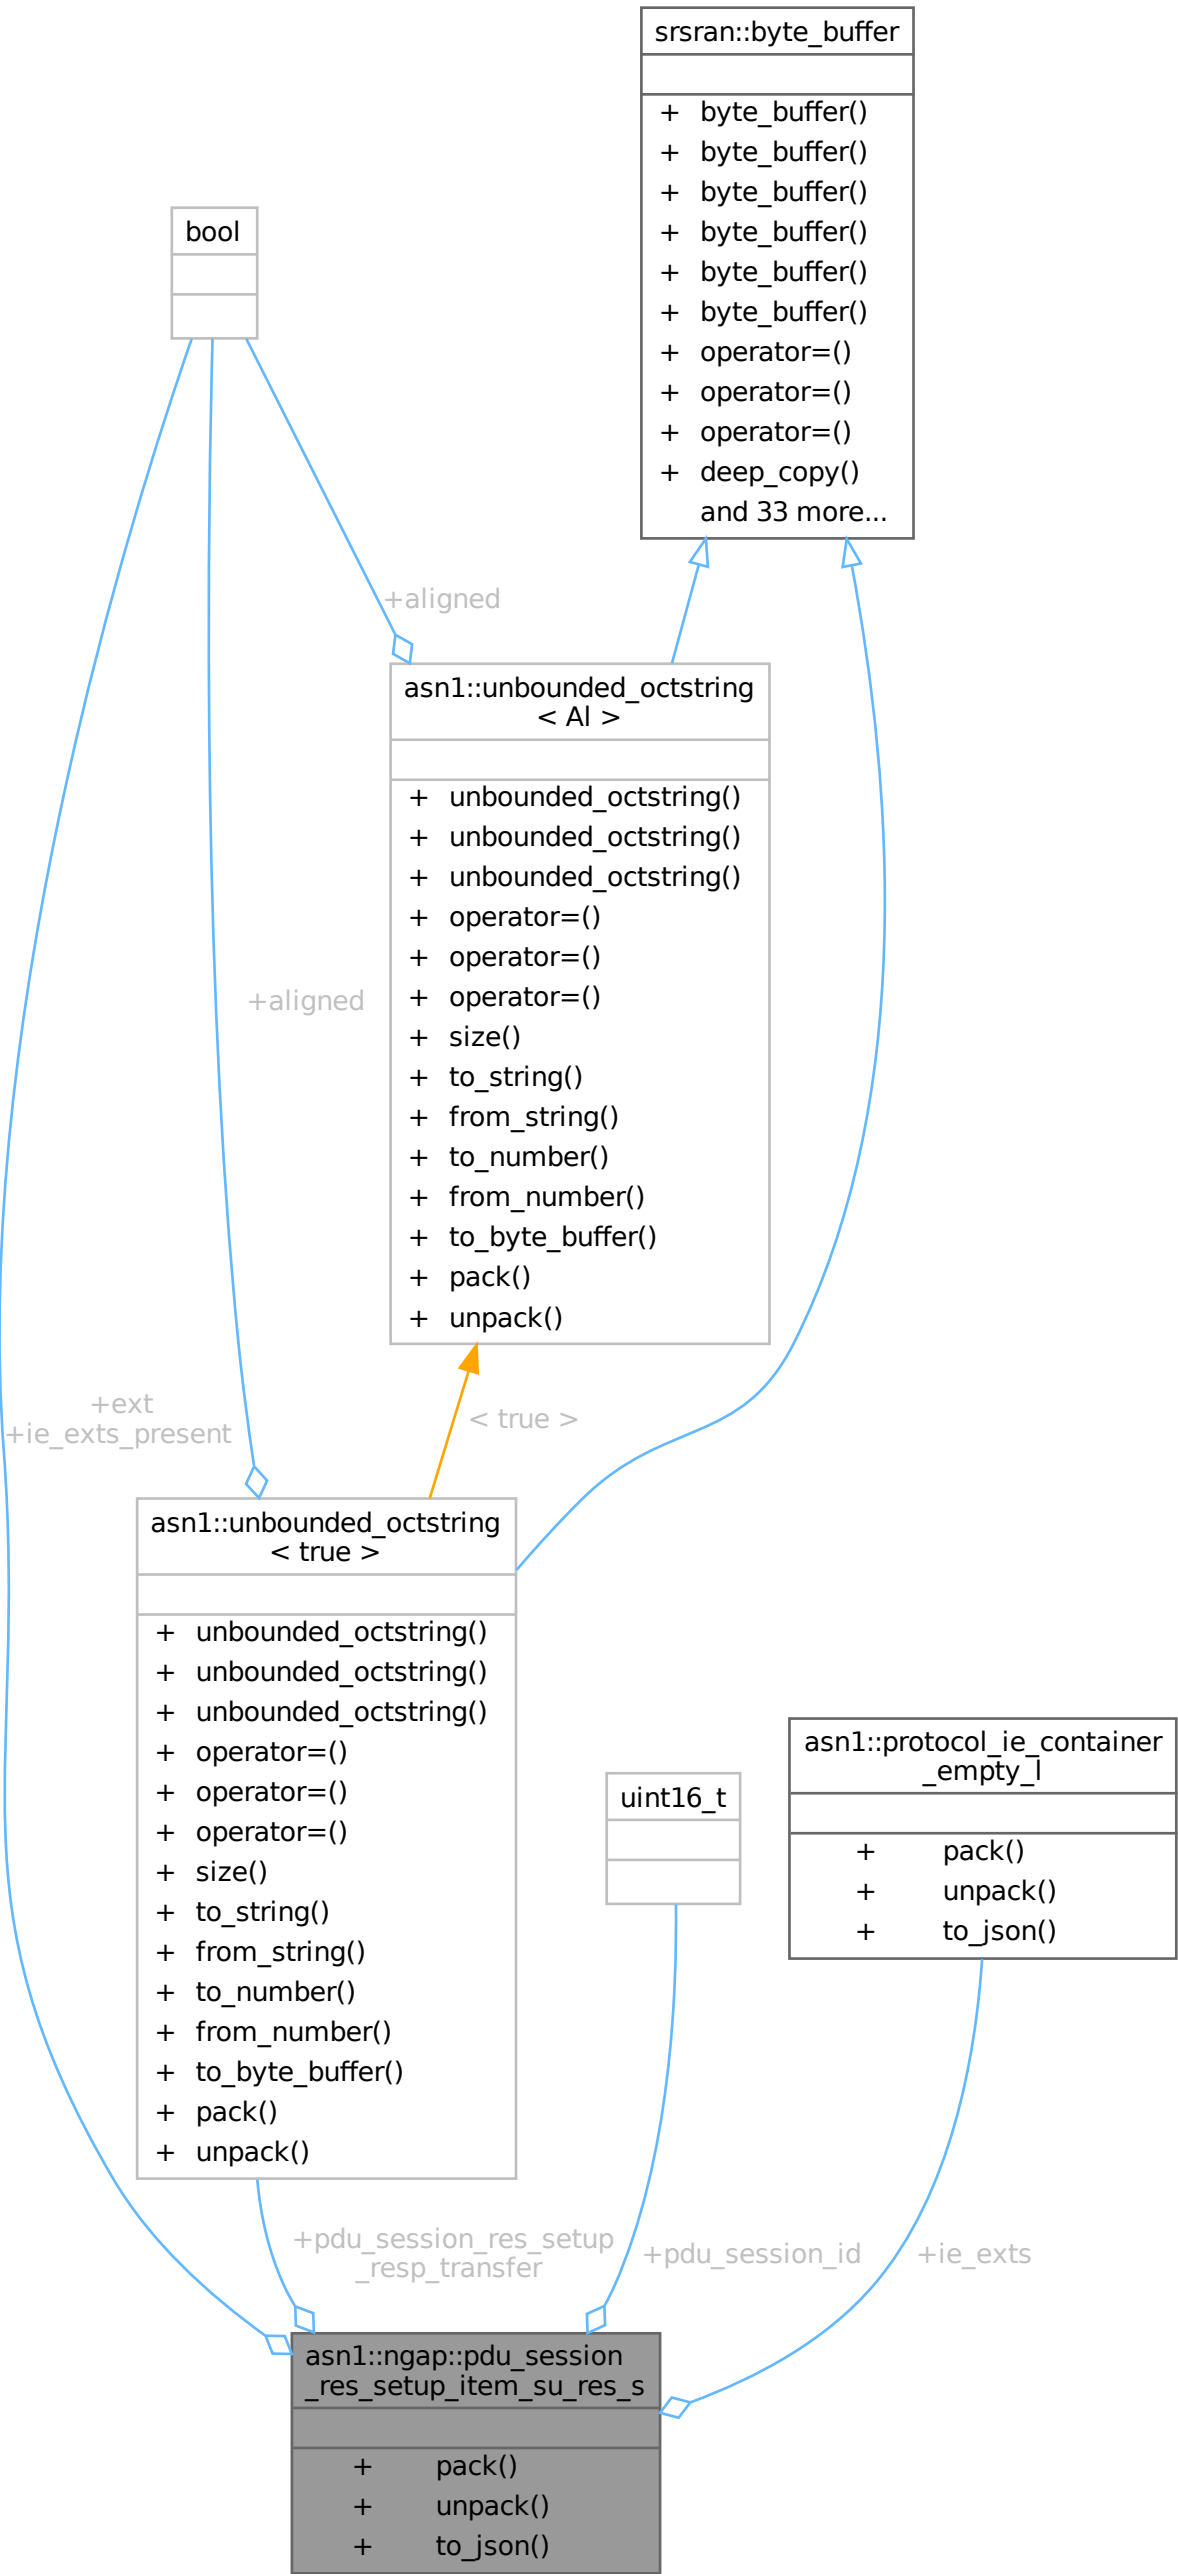 srsran::byte_buffer
+ byte_buffer()
+ byte_buffer()
+ byte_buffer()
+ byte_buffer()
+ byte_buffer()
+ byte_buffer()
+ operator=()
+ operator=()
+ operator=()
+ deep_copy()
and 33 more...
bool
+aligned
asn1::unbounded_octstring
< Al >
+ unbounded_octstring()
+ unbounded_octstring()
+ unbounded_octstring()
+ operator=()
+ operator=()
+ operator=()
+ size()
+ to_string()
+ from_string()
+ to_number()
+ from_number()
+ to_byte_buffer()
+ pack()
+ unpack()
+aligned
+ext
+ie_exts_present
< true >
asn1::unbounded_octstring
< true >
+ unbounded_octstring()
+ unbounded_octstring()
+ unbounded_octstring()
+ operator=()
+ operator=()
+ operator=()
+ size()
+ to_string()
+ from_string()
+ to_number()
+ from_number()
+ to_byte_buffer()
+ pack()
+ unpack()
uint16_t
asn1::protocol_ie_container
_empty_l
+ pack()
+ unpack()
+ to_json()
+pdu_session_res_setup
_resp_transfer
+pdu_session_id
+ie_exts
asn1::ngap::pdu_session
_res_setup_item_su_res_s
+ pack()
+ unpack()
+ to_json()